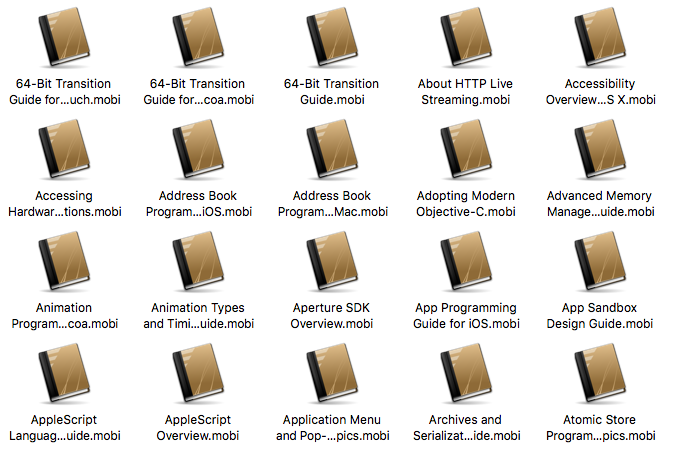 64-Bit Transition
Guide for...uch.mobi
64-Bit Transition
Guide for...coa.mobi
64-Bit Transition
Guide.mobi
About HTTP Live
Streaming.mobi
Accessibility
Overview...S X.mobi
Accessing
Hardwar...tions.mobi
Address Book
Program...iOS.mobi
Address Book
Program...Mac.mobi
Adopting Modern
Objective-C.mobi
Advanced Memory
Manage...uide.mobi
Animation
Program...coa.mobi
Animation Types
and Timi...uide.mobi
Aperture SDK
Overview.mobi
App Programming
Guide for iOS.mobi
App Sandbox
Design Guide.mobi
AppleScript
Languag...uide.mobi
AppleScript
Overview.mobi
Application Menu
and Pop-...pics.mobi
Archives and
Serializat...ide.mobi
Atomic Store
Program...pics.mobi